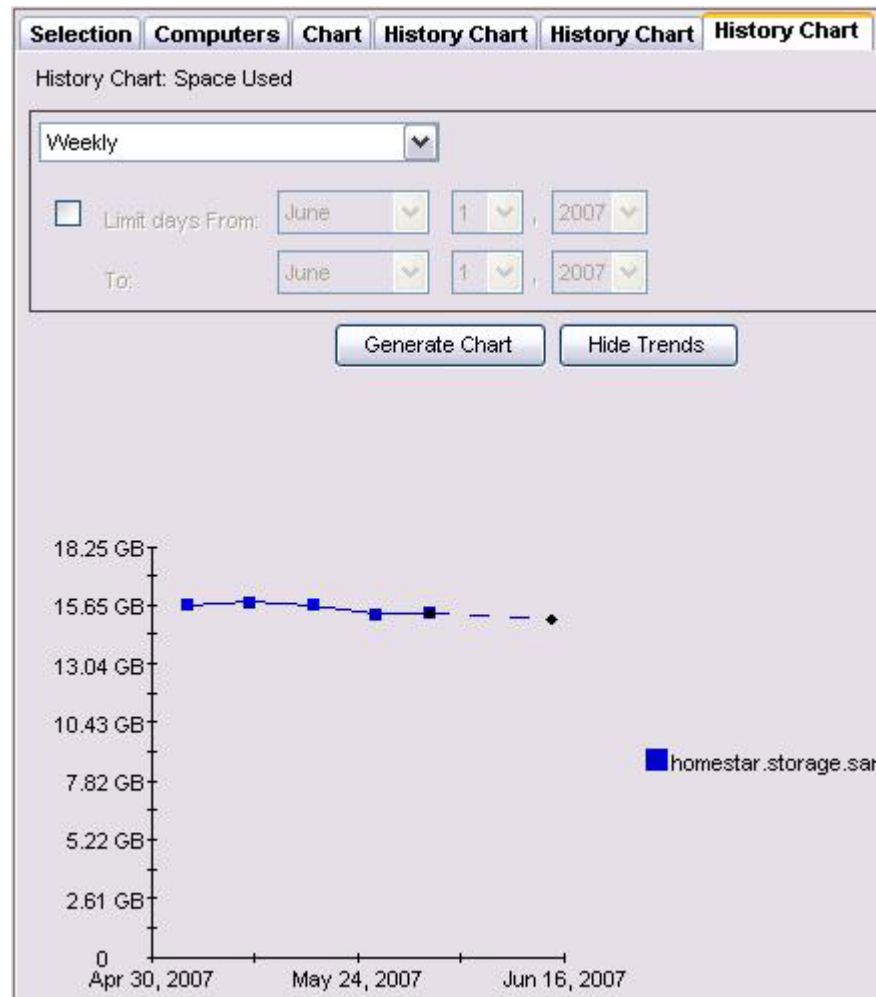 Selection Computers Chart History Chart History Chart History Chart
History Chart: Space Used
Weekly
Limit days From: June 1 , 2007
To: June 1 , 2007
Generate Chart Hide Trends
18.25 GB
15.65 GB
13.04 GB
10.43 GB
homestar.storage.sar
7.82 GB
5.22 GB
2.61 GB
0
Apr 30, 2007 May 24, 2007 Jun 16, 2007